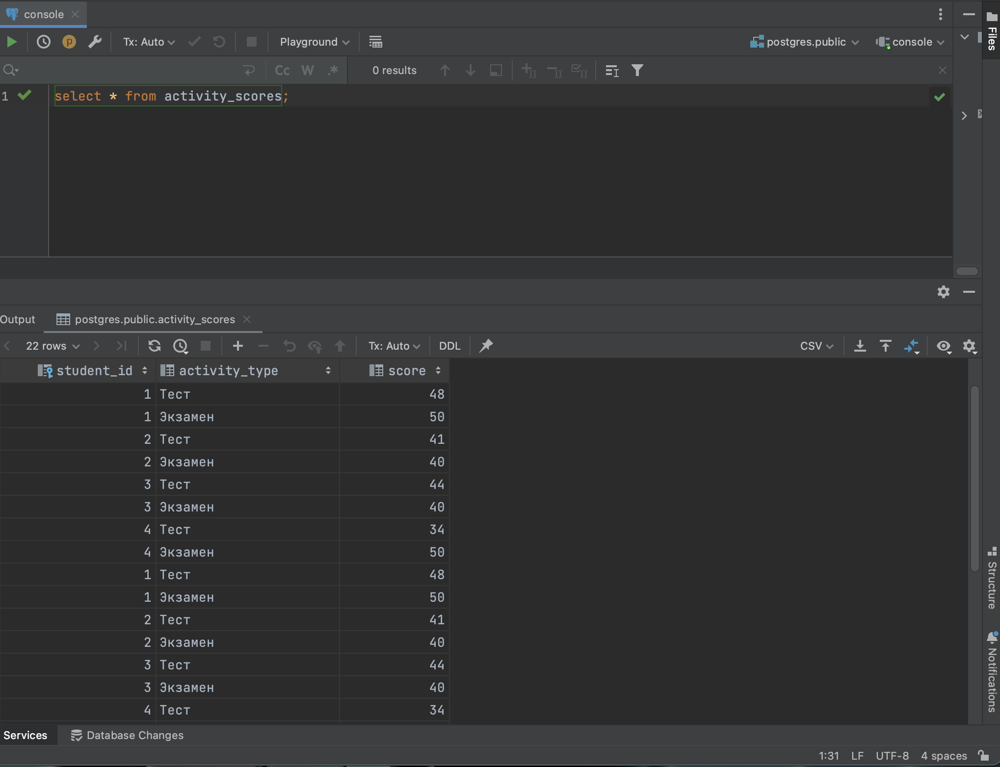 console
Files
Tx: Auto
Playground
postgres.public
console
Cc W .*
0 results
1 select * from activity_scores;
Output
postgres.public.activity_scores
22 rows
Tx: Auto
DDL
CSV
student_id activity_type score
1 Тест 48
1 Экзамен 50
2 Тест 41
2 Экзамен 40
3 Тест 44
3 Экзамен 40
4 Тест 34
4 Экзамен 50
1 Тест 48
1 Экзамен 50
2 Тест 41
2 Экзамен 40
3 Тест 44
3 Экзамен 40
4 Тест 34
Structure
Notifications
Services
Database Changes
1:31 LF UTF-8 4 spaces